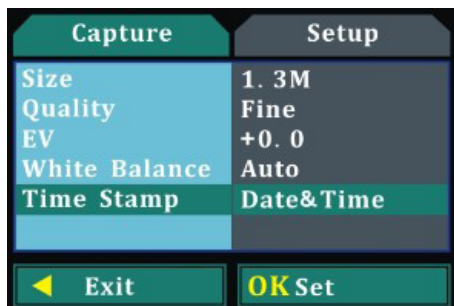 Capture Setup
Size 1. 3M
Quality Fine
EV +0. 0
White Balance Auto
Time Stamp Date&Time
Exit OK Set